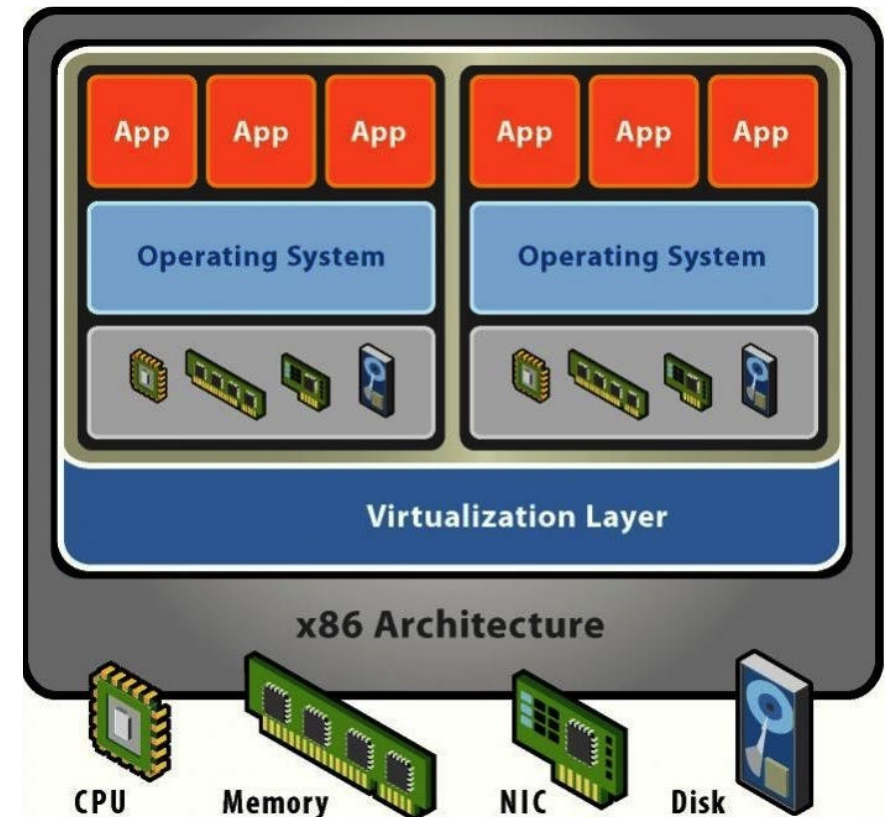 App App App App App App
Operating System Operating System
Virtualization Layer
x86 Architecture
CPU Memory NIC Disk